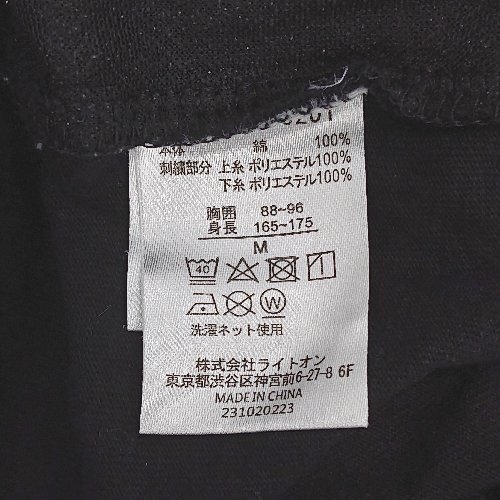 本体 綿 100%
刺繍部分 上糸 ポリエステル100%
下糸 ポリエステル100%
胸囲 88~96
身長 165~175
M
40
W
洗濯ネット使用
株式会社ライトオン
東京都渋谷区神宮前6-27-8 6F
MADE IN CHINA
231020223